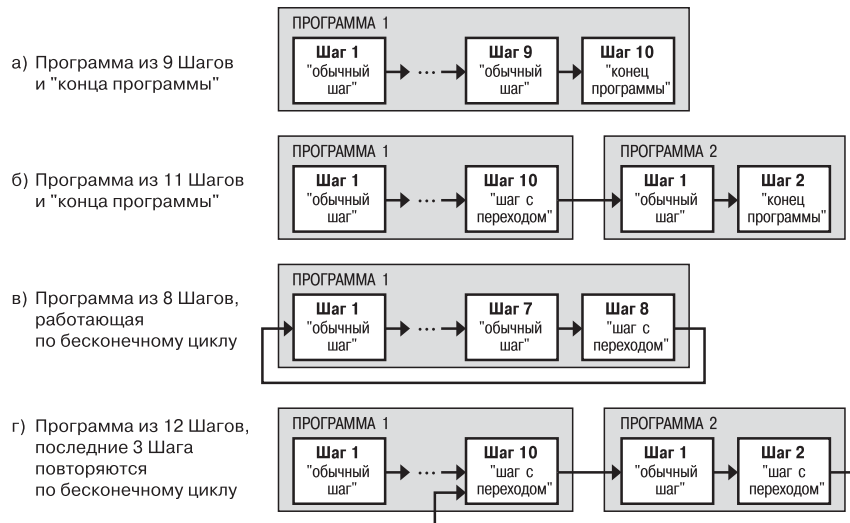 а) Программа из 9 Шагов
и "конца программы"
ПРОГРАММА 1
Шаг 1
"обычный
шаг"
...
Шаг 9
"обычный
шаг"
Шаг 10
"конец
программы"
б) Программа из 11 Шагов
и "конца программы"
ПРОГРАММА 1
Шаг 1
"обычный
шаг"
...
Шаг 10
"шаг с
переходом"
ПРОГРАММА 2
Шаг 1
"обычный
шаг"
Шаг 2
"конец
программы"
в) Программа из 8 Шагов,
работающая
по бесконечному циклу
ПРОГРАММА 1
Шаг 1
"обычный
шаг"
...
Шаг 7
"обычный
шаг"
Шаг 8
"шаг с
переходом"
г) Программа из 12 Шагов,
последние 3 Шага
повторяются
по бесконечному циклу
ПРОГРАММА 1
Шаг 1
"обычный
шаг"
...
Шаг 10
"шаг с
переходом"
ПРОГРАММА 2
Шаг 1
"обычный
шаг"
Шаг 2
"шаг с
переходом"